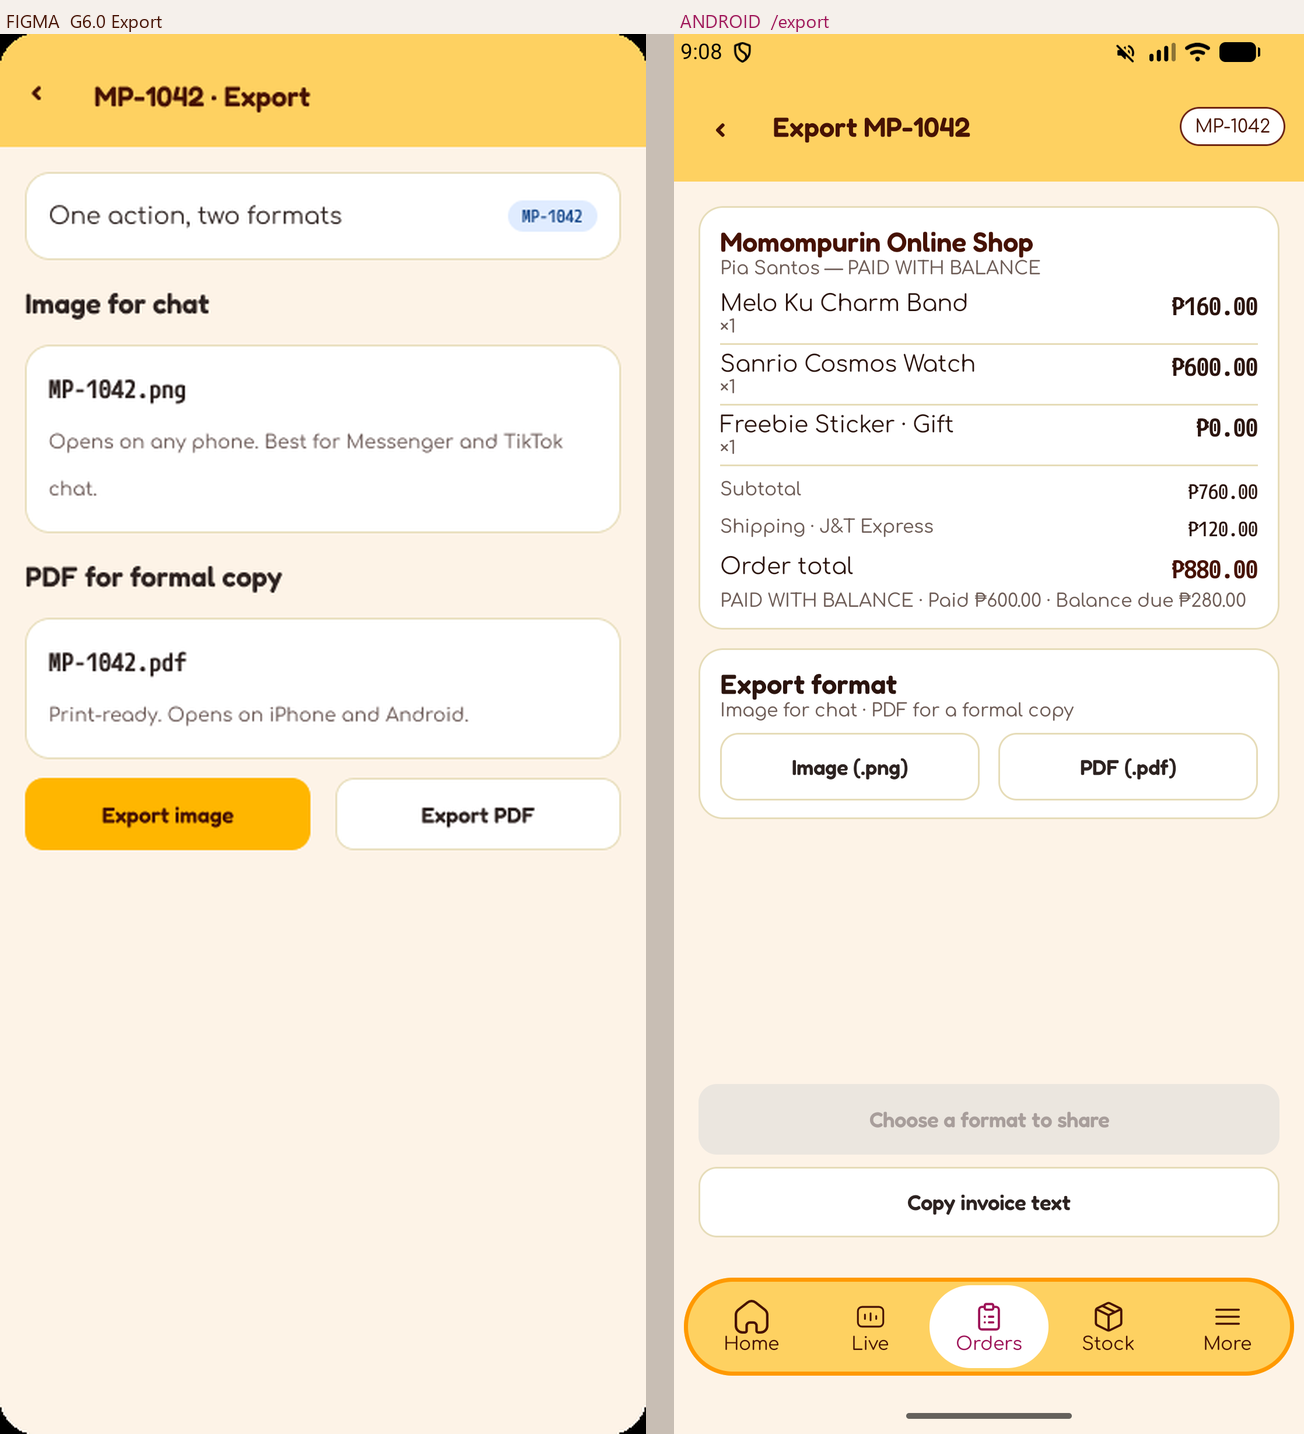 FIGMA G6.0 Export
MP-1042 · Export
One action, two formats
MP-1042
Image for chat
MP-1042.png
Opens on any phone. Best for Messenger and TikTok
chat.
PDF for formal copy
MP-1042.pdf
Print-ready. Opens on iPhone and Android.
Export image
Export PDF
ANDROID /export
9:08
Export MP-1042
MP-1042
Momompurin Online Shop
Pia Santos — PAID WITH BALANCE
Melo Ku Charm Band
₱160.00
×1
Sanrio Cosmos Watch
₱600.00
×1
Freebie Sticker · Gift
₱0.00
×1
Subtotal
₱760.00
Shipping · J&T Express
₱120.00
Order total
₱880.00
PAID WITH BALANCE · Paid ₱600.00 · Balance due ₱280.00
Export format
Image for chat · PDF for a formal copy
Image (.png)
PDF (.pdf)
Choose a format to share
Copy invoice text
Home
Live
Orders
Stock
More